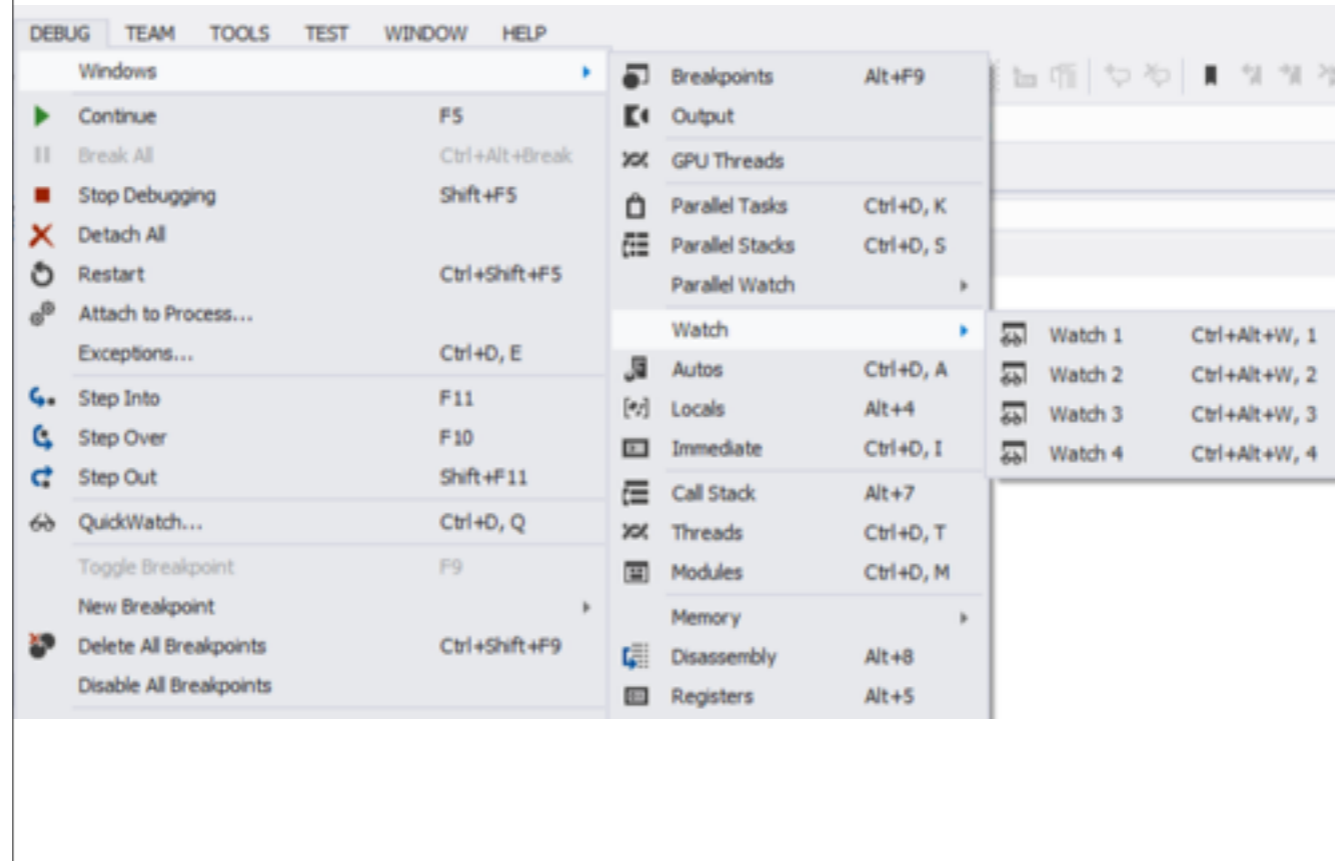 DEBUG TEAM TOOLS TEST WINDOW HELP
Windows
Continue F5
Break All Ctrl+Alt+Break
Stop Debugging Shift+F5
Detach All
Restart Ctrl+Shift+F5
Attach to Process...
Exceptions... Ctrl+D, E
Step Into F11
Step Over F10
Step Out Shift+F11
QuickWatch... Ctrl+D, Q
Toggle Breakpoint F9
New Breakpoint
Delete All Breakpoints Ctrl+Shift+F9
Disable All Breakpoints
Breakpoints Alt+F9
Output
GPU Threads
Parallel Tasks Ctrl+D, K
Parallel Stacks Ctrl+D, S
Parallel Watch
Watch
Autos Ctrl+D, A
Locals Alt+4
Immediate Ctrl+D, I
Call Stack Alt+7
Threads Ctrl+D, T
Modules Ctrl+D, M
Memory
Disassembly Alt+8
Registers Alt+5
Watch 1 Ctrl+Alt+W, 1
Watch 2 Ctrl+Alt+W, 2
Watch 3 Ctrl+Alt+W, 3
Watch 4 Ctrl+Alt+W, 4